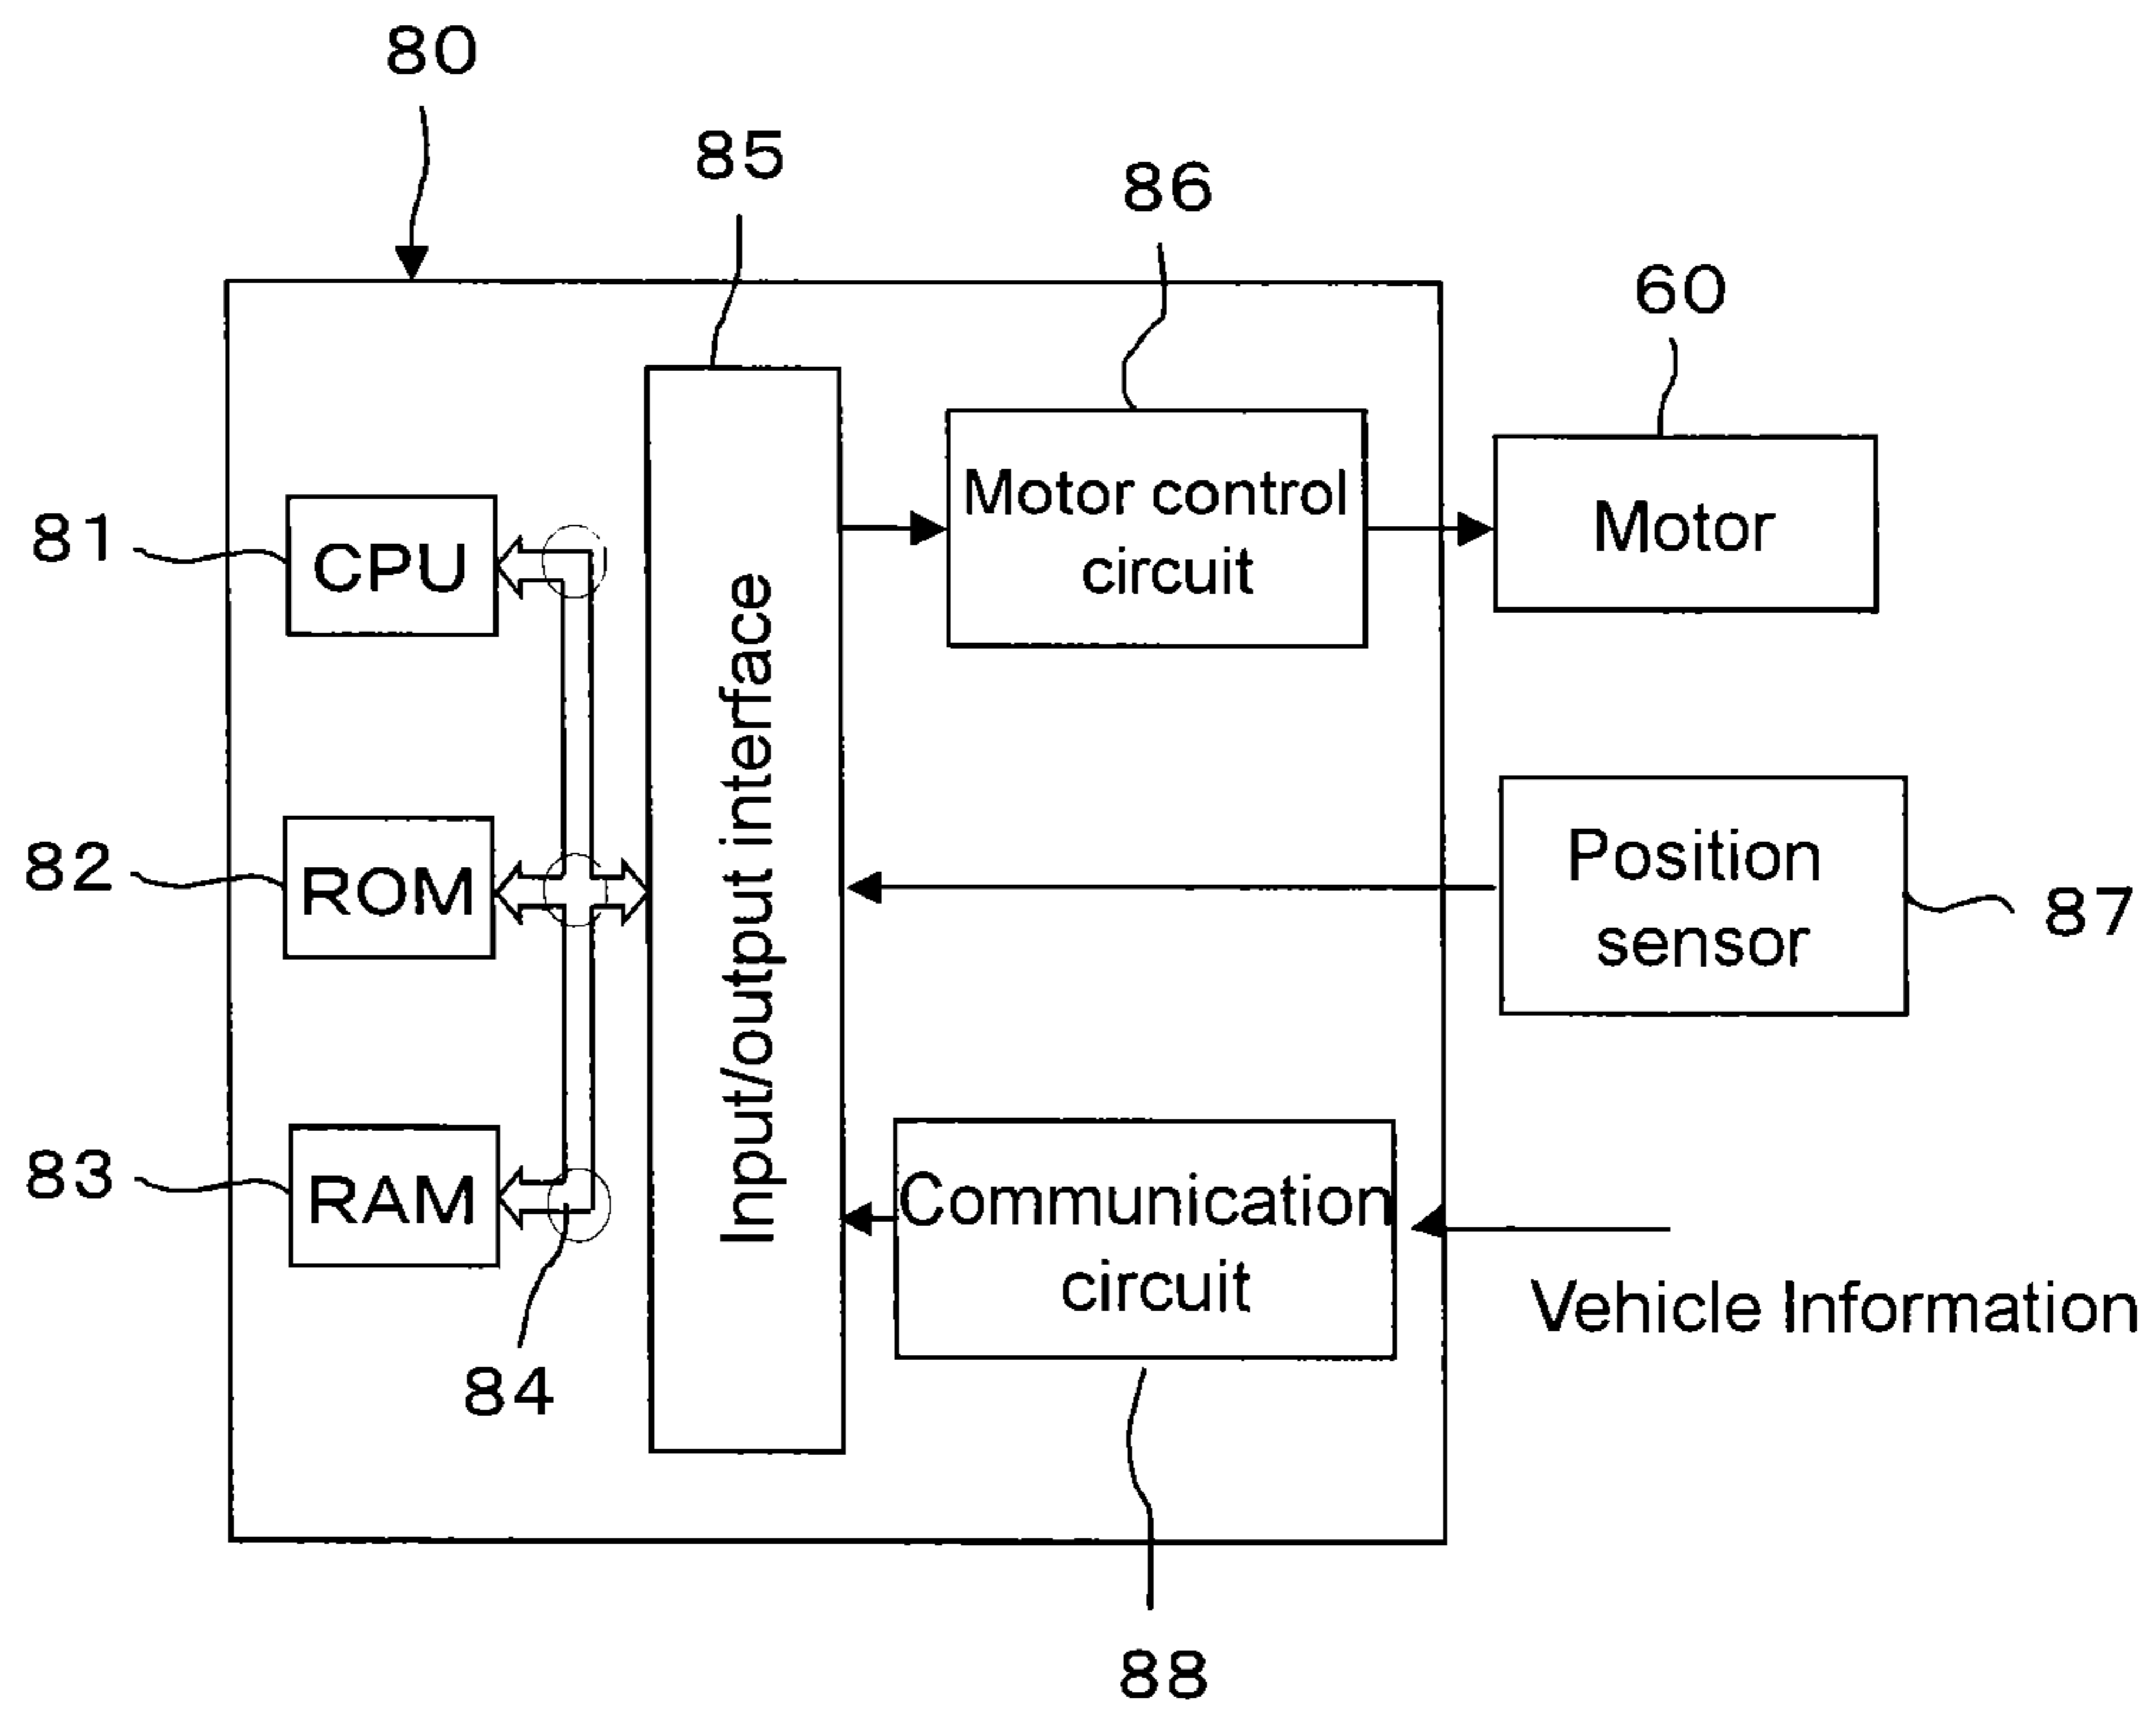 80
85
86
60
Motor control
circuit
Motor
81
CPU
Input/output interface
82
ROM
Position
sensor
87
83
RAM
Communication
circuit
Vehicle Information
84
88